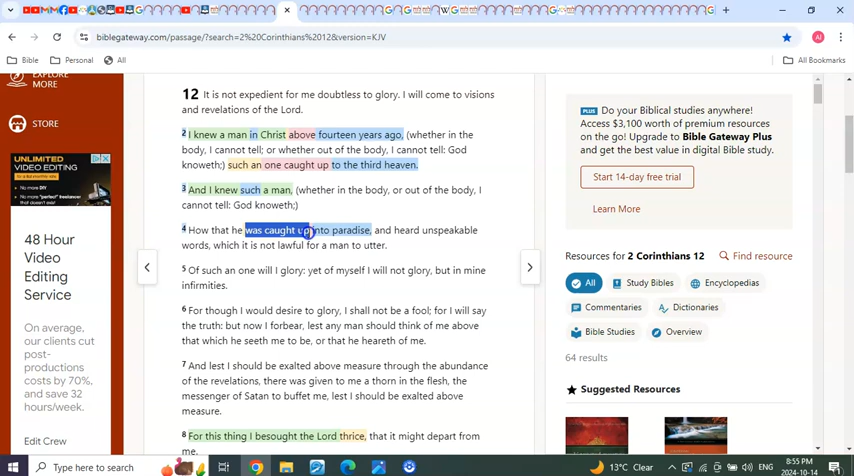 AI
biblegateway.com/passage/?search=2%20Corinthians%2012&version=KJV
Bible
Personal
All
All Bookmarks
EXPLORE
MORE
STORE
UNLIMITED
VIDEO EDITING
48 Hour
Video
Editing
Service
On average,
our clients cut
post-
productions
costs by 70%,
and save 32
hours/week.
Edit Crew
12 It is not expedient for me doubtless to glory. I will come to visions
and revelations of the Lord.
2 I knew a man in Christ above fourteen years ago, (whether in the
body, I cannot tell; or whether out of the body, I cannot tell: God
knoweth;) such an one caught up to the third heaven.
3 And I knew such a man, (whether in the body, or out of the body, I
cannot tell: God knoweth;)
4 How that he was caught up into paradise, and heard unspeakable
words, which it is not lawful for a man to utter.
5 Of such an one will I glory: yet of myself I will not glory, but in mine
infirmities.
6 For though I would desire to glory, I shall not be a fool; for I will say
the truth: but now I forbear, lest any man should think of me above
that which he seeth me to be, or that he heareth of me.
7 And lest I should be exalted above measure through the abundance
of the revelations, there was given to me a thorn in the flesh, the
messenger of Satan to buffet me, lest I should be exalted above
measure.
8 For this thing I besought the Lord thrice, that it might depart from
me.
PLUS Do your Biblical studies anywhere!
Access $3,100 worth of premium resources
on the go! Upgrade to Bible Gateway Plus
and get the best value in digital Bible study.
Start 14-day free trial
Learn More
Resources for 2 Corinthians 12
Find resource
All
Study Bibles
Encyclopedias
Commentaries
Dictionaries
Bible Studies
Overview
64 results
Suggested Resources
Type here to search
13°C Clear
ENG
8:55 PM
2024-10-14